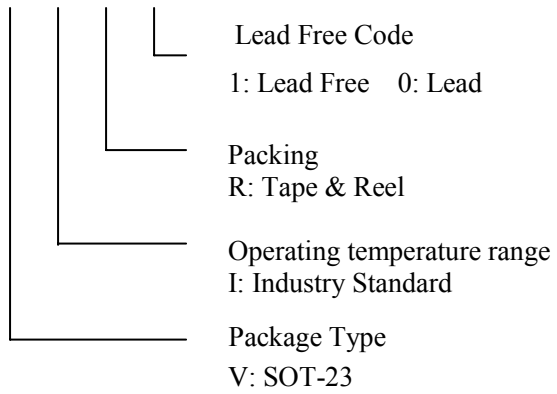 Lead Free Code
1: Lead Free 0: Lead
Packing
R: Tape & Reel
Operating temperature range
I: Industry Standard
Package Type
V: SOT-23